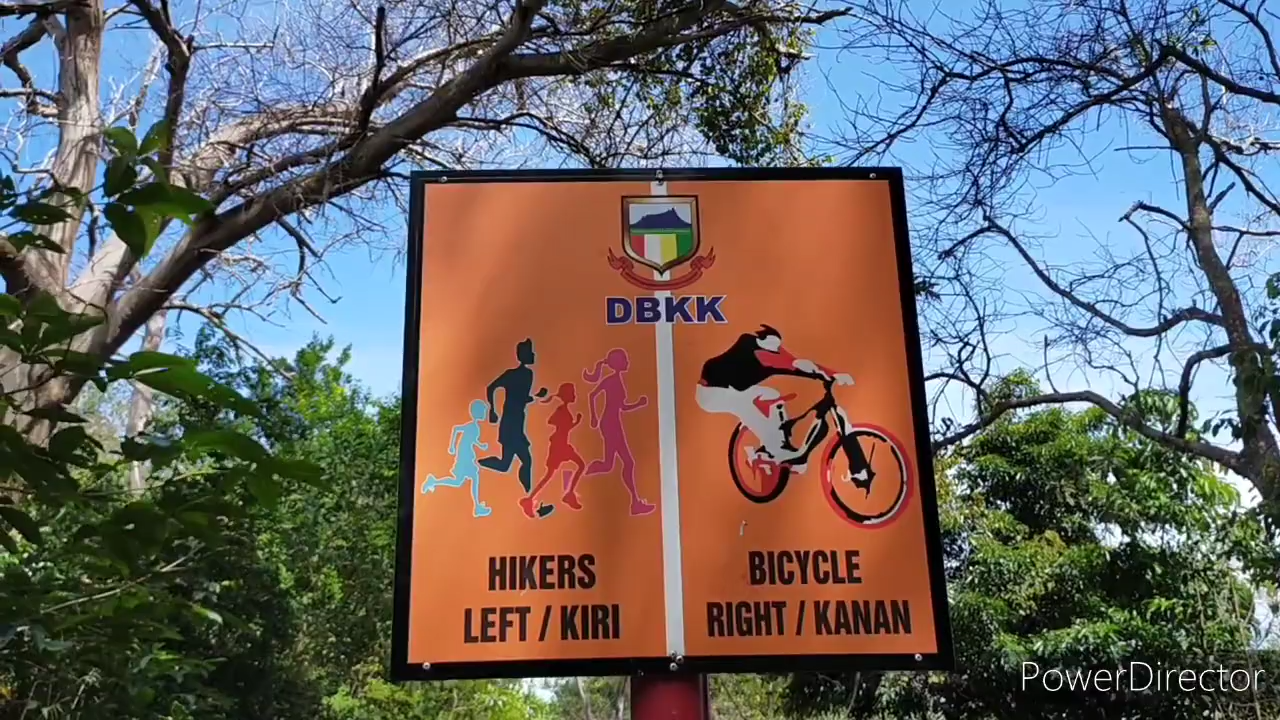 DBKK
HIKERS
LEFT / KIRI
BICYCLE
RIGHT / KANAN
PowerDirector